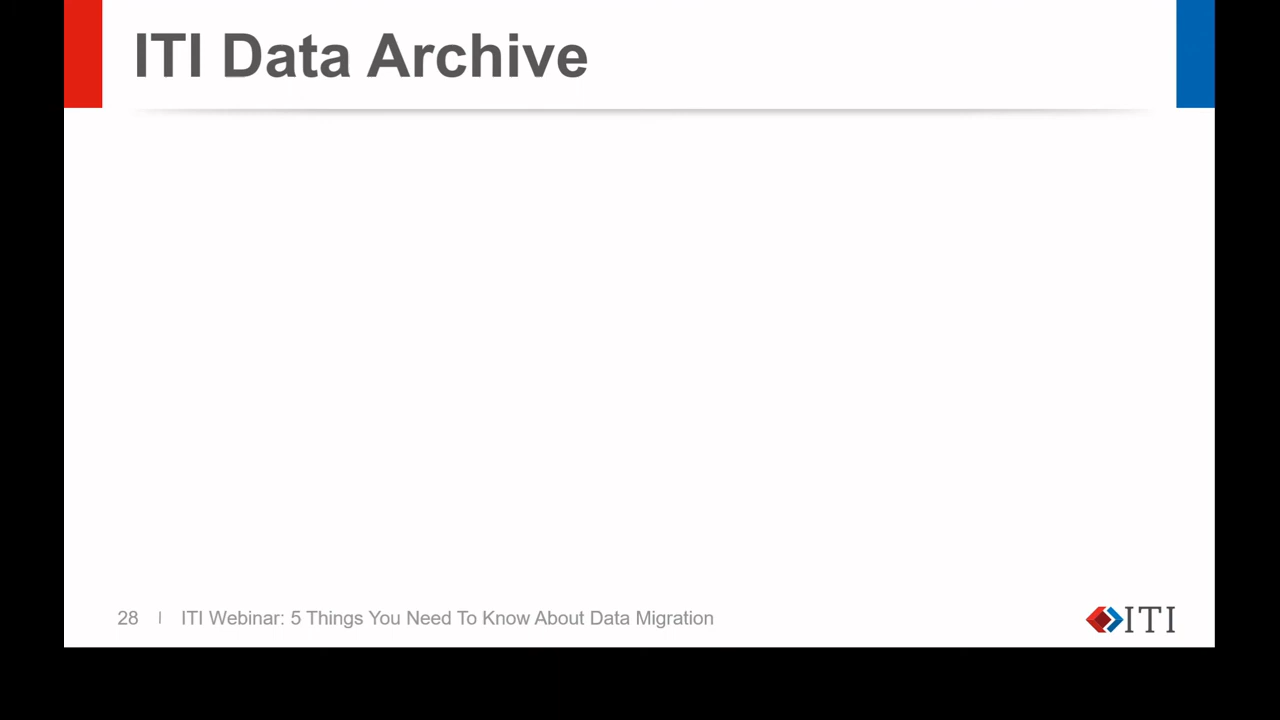 ITI Data Archive
28 | ITI Webinar: 5 Things You Need To Know About Data Migration
ITI